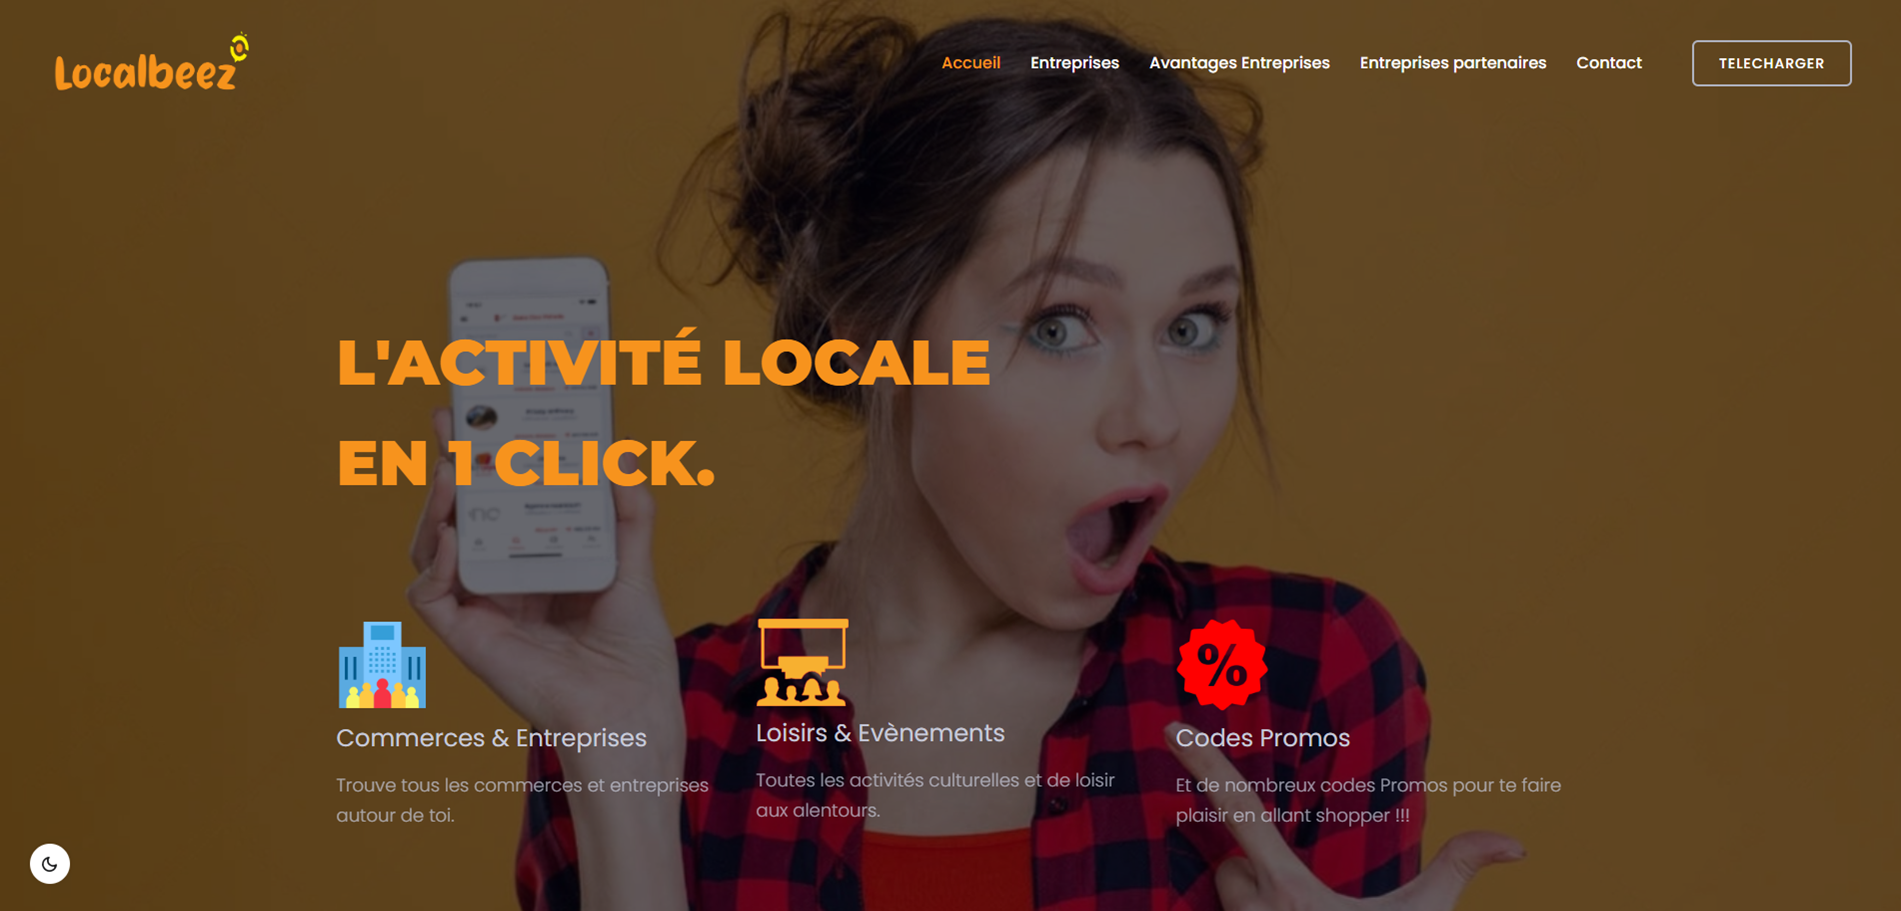 Localbeez
Accueil
Entreprises
Avantages Entreprises
Entreprises partenaires
Contact
TELECHARGER
L'ACTIVITÉ LOCALE
EN 1 CLICK.
Commerces & Entreprises
Trouve tous les commerces et entreprises
autour de toi.
Loisirs & Evènements
Toutes les activités culturelles et de loisir
aux alentours.
%
Codes Promos
Et de nombreux codes Promos pour te faire
plaisir en allant shopper !!!